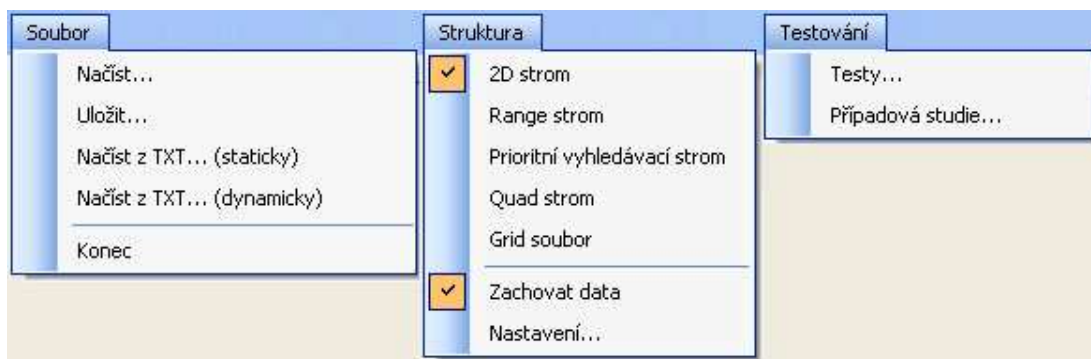 Soubor
Načíst...
Uložit...
Načíst z TXT... (staticky)
Načíst z TXT... (dynamicky)
Konec
Struktura
2D strom
Range strom
Prioritní vyhledávací strom
Quad strom
Grid soubor
Zachovat data
Nastavení...
Testování
Testy...
Případová studie...